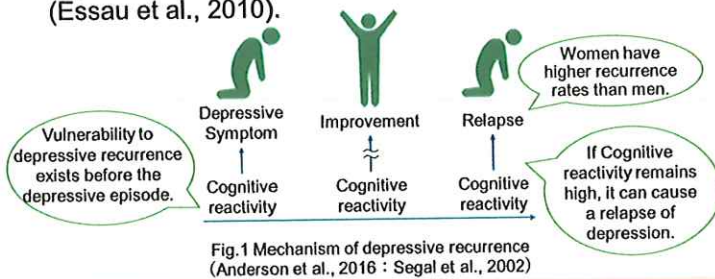 (Essau et al., 2010).
Women have
higher recurrence
rates than men.
Depressive
Symptom
Improvement
Relapse
Vulnerability to
depressive recurrence
exists before the
depressive episode.
Cognitive
reactivity
Cognitive
reactivity
Cognitive
reactivity
If Cognitive
reactivity remains
high, it can cause
a relapse of
depression.
Fig.1 Mechanism of depressive recurrence
(Anderson et al., 2016：Segal et al., 2002)